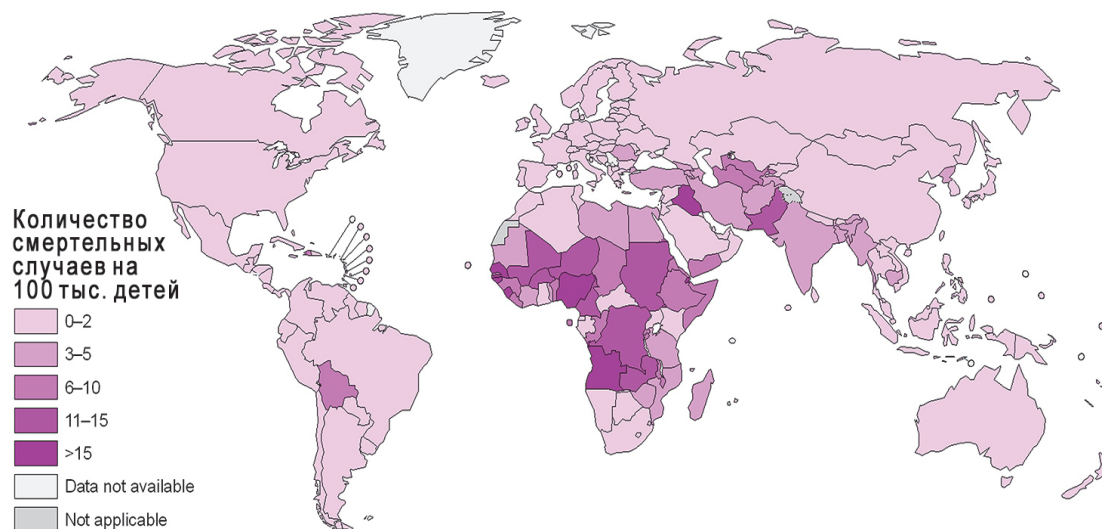 Количество
смертельных
случаев на
100 тыс. детей
0–2
3–5
6–10
11–15
>15
Data not available
Not applicable